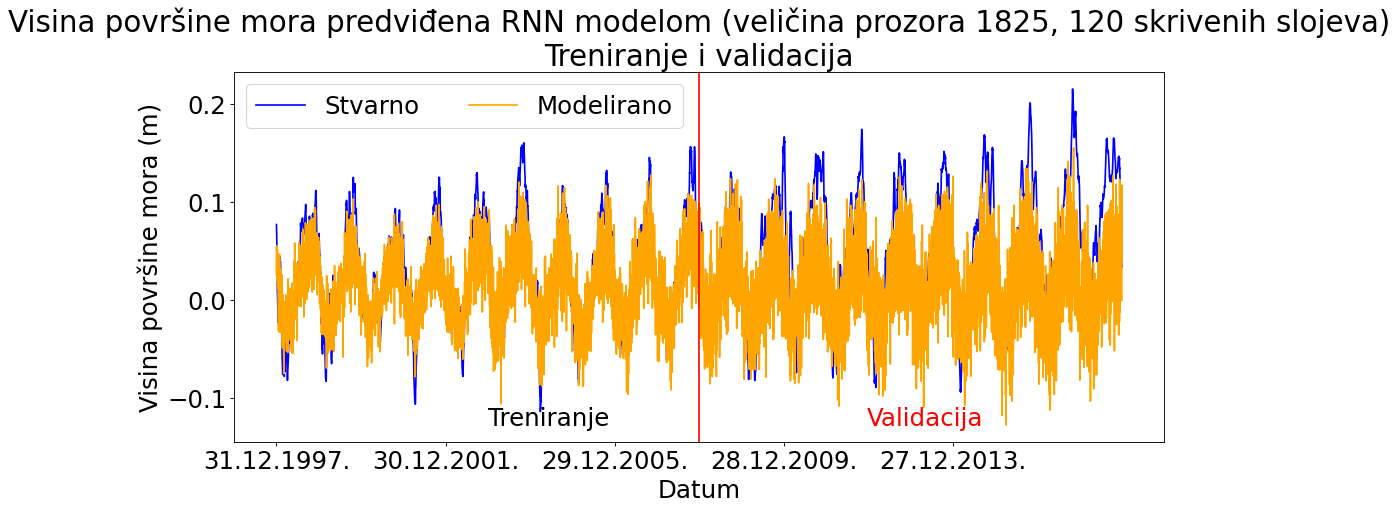 Visina površine mora predviđena RNN modelom (veličina prozora 1825, 120 skrivenih slojeva)
Treniranje i validacija
Stvarno
Modelirano
Visina površine mora (m)
0.2
0.1
0.0
−0.1
Treniranje
Validacija
31.12.1997.
30.12.2001.
29.12.2005.
28.12.2009.
27.12.2013.
Datum